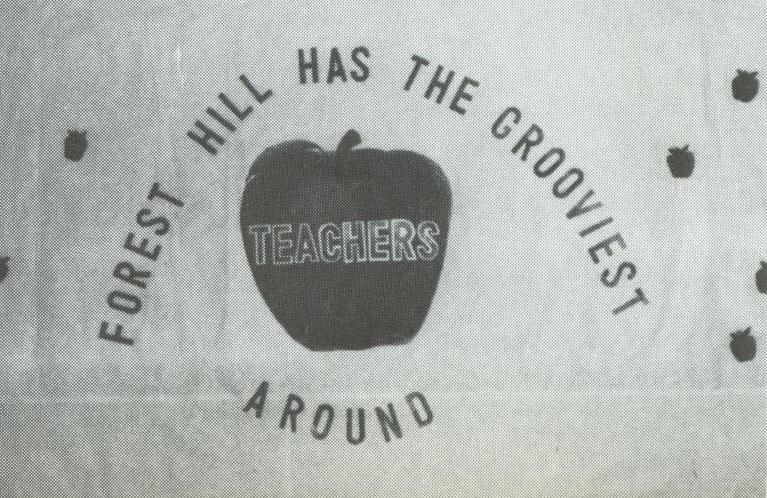 FOREST HILL HAS THE GROOVIEST
TEACHERS
AROUND